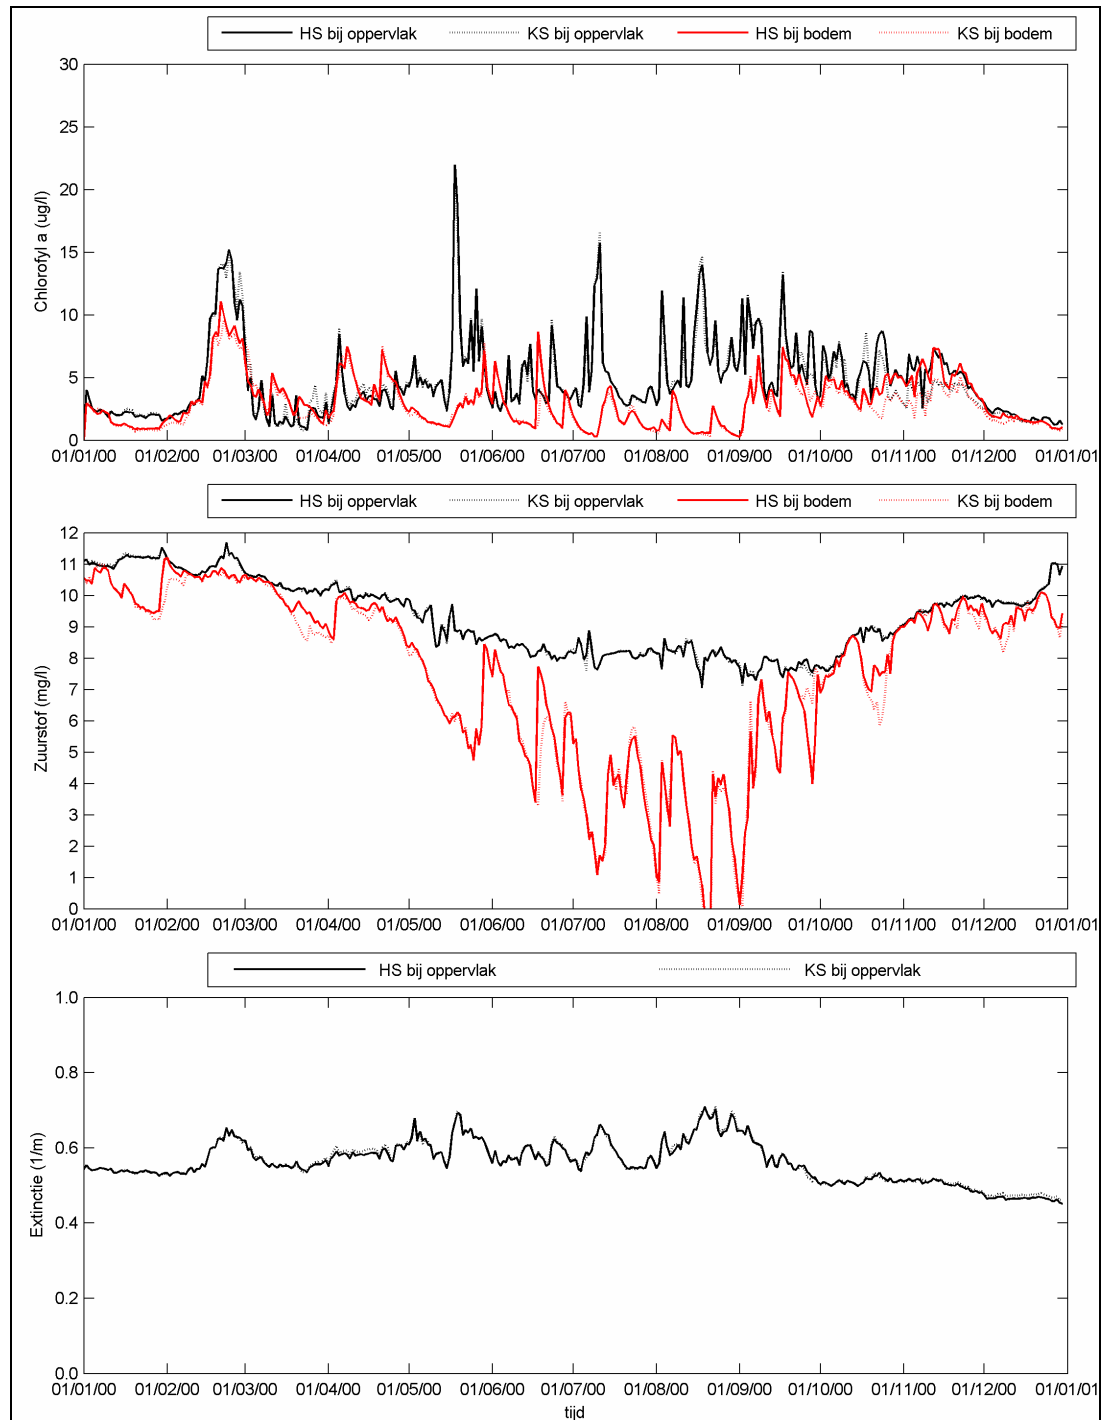 HS bij oppervlak KS bij oppervlak HS bij bodem KS bij bodem
30
25
20
15
10
5
0
Chlorofyl a (ug/l)
01/01/00 01/02/00 01/03/00 01/04/00 01/05/00 01/06/00 01/07/00 01/08/00 01/09/00 01/10/00 01/11/00 01/12/00 01/01/01
HS bij oppervlak KS bij oppervlak HS bij bodem KS bij bodem
12
11
10
9
8
7
6
5
4
3
2
1
0
Zuurstof (mg/l)
01/01/00 01/02/00 01/03/00 01/04/00 01/05/00 01/06/00 01/07/00 01/08/00 01/09/00 01/10/00 01/11/00 01/12/00 01/01/01
HS bij oppervlak KS bij oppervlak
1.0
0.8
0.6
0.4
0.2
0.0
Extinctie (1/m)
01/01/00 01/02/00 01/03/00 01/04/00 01/05/00 01/06/00 01/07/00 01/08/00 01/09/00 01/10/00 01/11/00 01/12/00 01/01/01
tijd